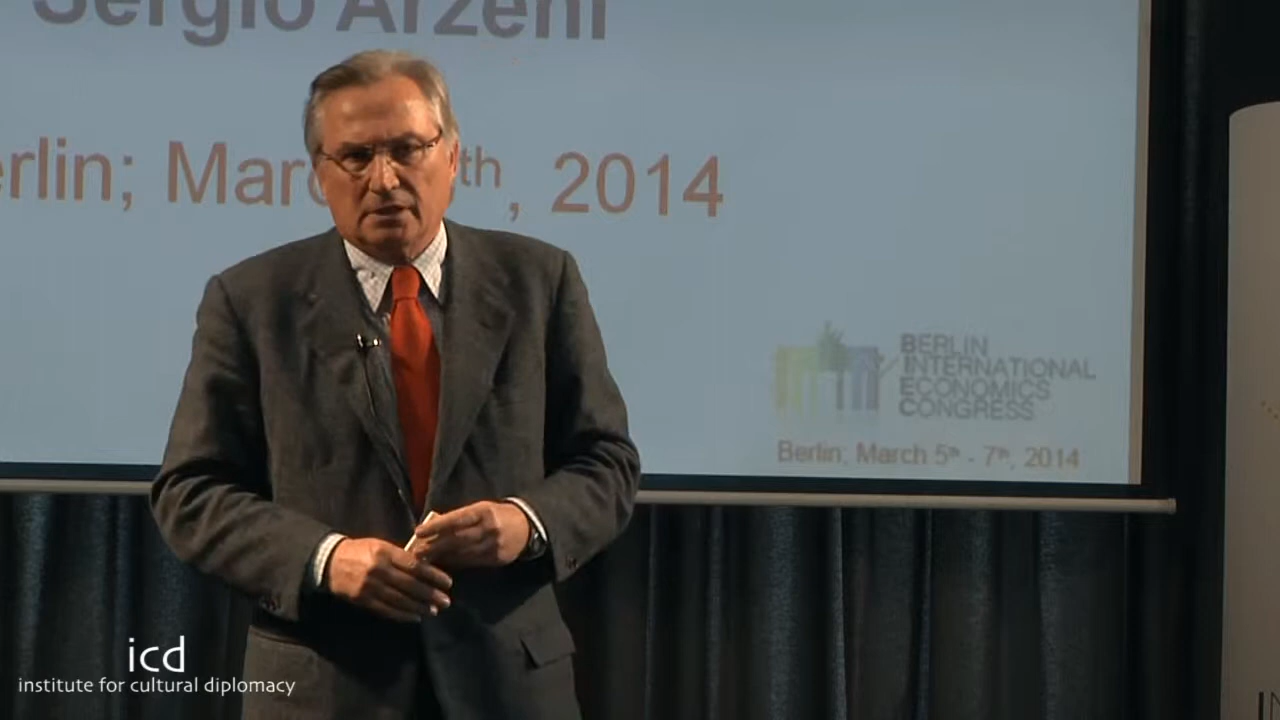 Sergio Arzeni
erlin; Marc th, 2014
BERLIN
INTERNATIONAL
ECONOMICS
CONGRESS
Berlin; March 5th - 7th, 2014
icd
institute for cultural diplomacy
IN